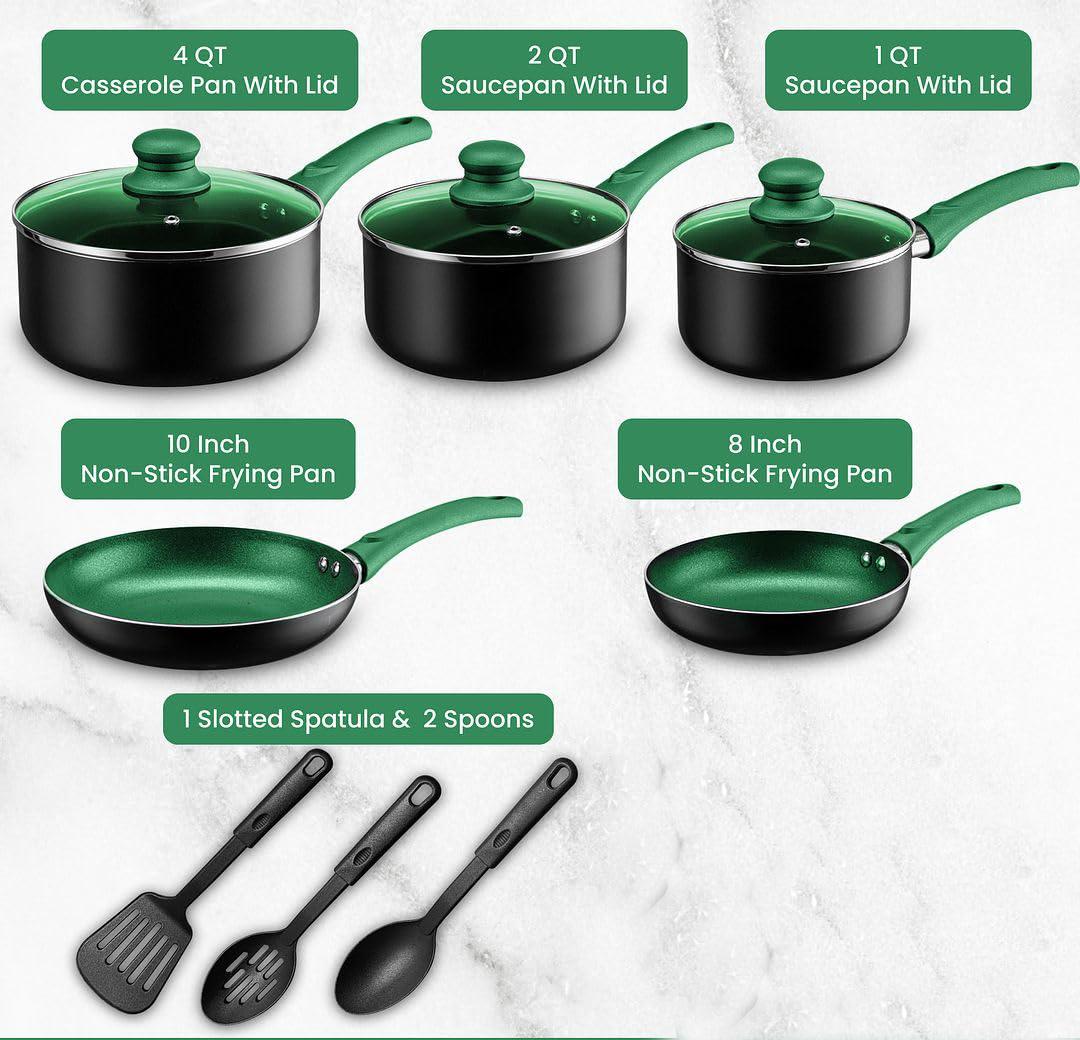 4 QT
Casserole Pan With Lid
2 QT
Saucepan With Lid
1 QT
Saucepan With Lid
10 Inch
Non-Stick Frying Pan
8 Inch
Non-Stick Frying Pan
1 Slotted Spatula & 2 Spoons